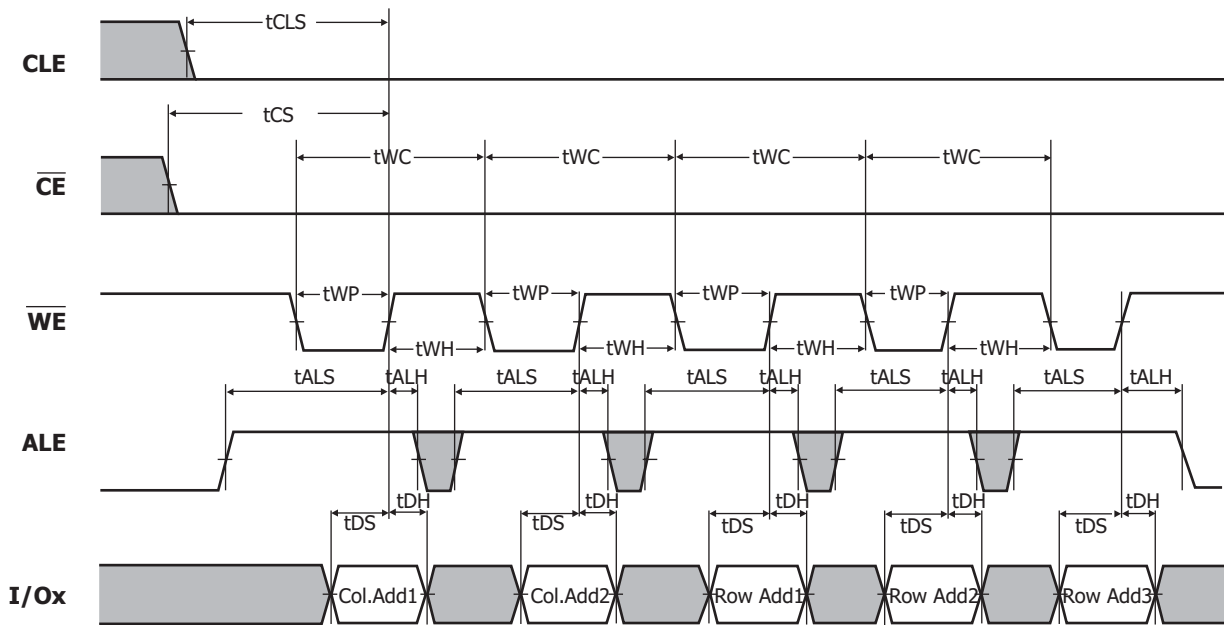 tCLS
CLE
tCS
tWC tWC tWC tWC
CE
tWP tWP tWP tWP
WE
tWH tWH tWH tWH
tALS tALH tALS tALH tALS tALH tALS tALH tALS tALH
ALE
tDH tDH tDH tDH tDH
tDS tDS tDS tDS tDS
I/Ox Col.Add1 Col.Add2 Row Add1 Row Add2 Row Add3